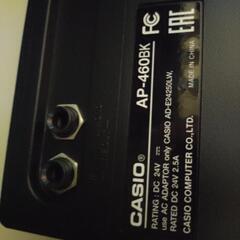 CASIO®
AP-460BK
FC
EAC
RATING : DC 24V
use AC ADAPTOR only CASIO AD-E24250LW,
RATED DC 24V 2.5A
CASIO COMPUTER CO.,LTD.
MADE IN CHINA